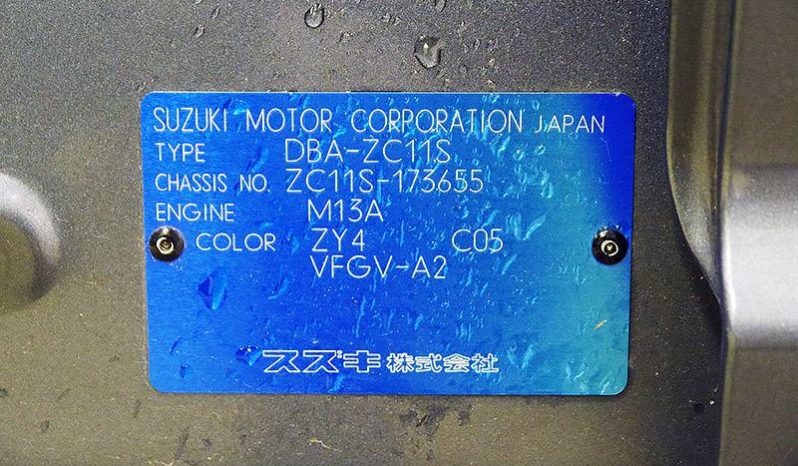 SUZUKI MOTOR CORPORATION JAPAN
TYPE DBA-ZC11S
CHASSIS NO. ZC11S-173655
ENGINE M13A
COLOR ZY4 C05
VFGV-A2
スズキ株式会社